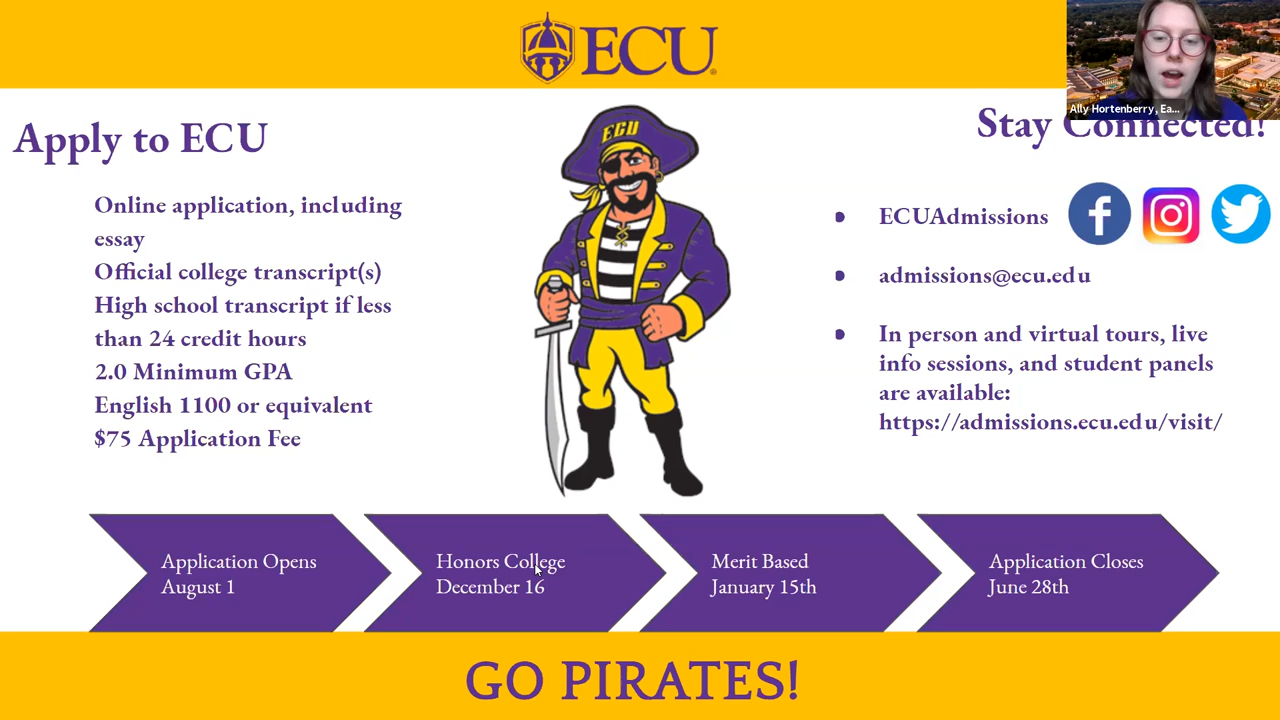 ECU
Ally Hortenberry, Ea...
Apply to ECU
Online application, including
essay
Official college transcript(s)
High school transcript if less
than 24 credit hours
2.0 Minimum GPA
English 1100 or equivalent
$75 Application Fee
ECU
Stay Connected!
ECUAdmissions
admissions@ecu.edu
In person and virtual tours, live
info sessions, and student panels
are available:
https://admissions.ecu.edu/visit/
Application Opens
August 1
Honors College
December 16
Merit Based
January 15th
Application Closes
June 28th
GO PIRATES!